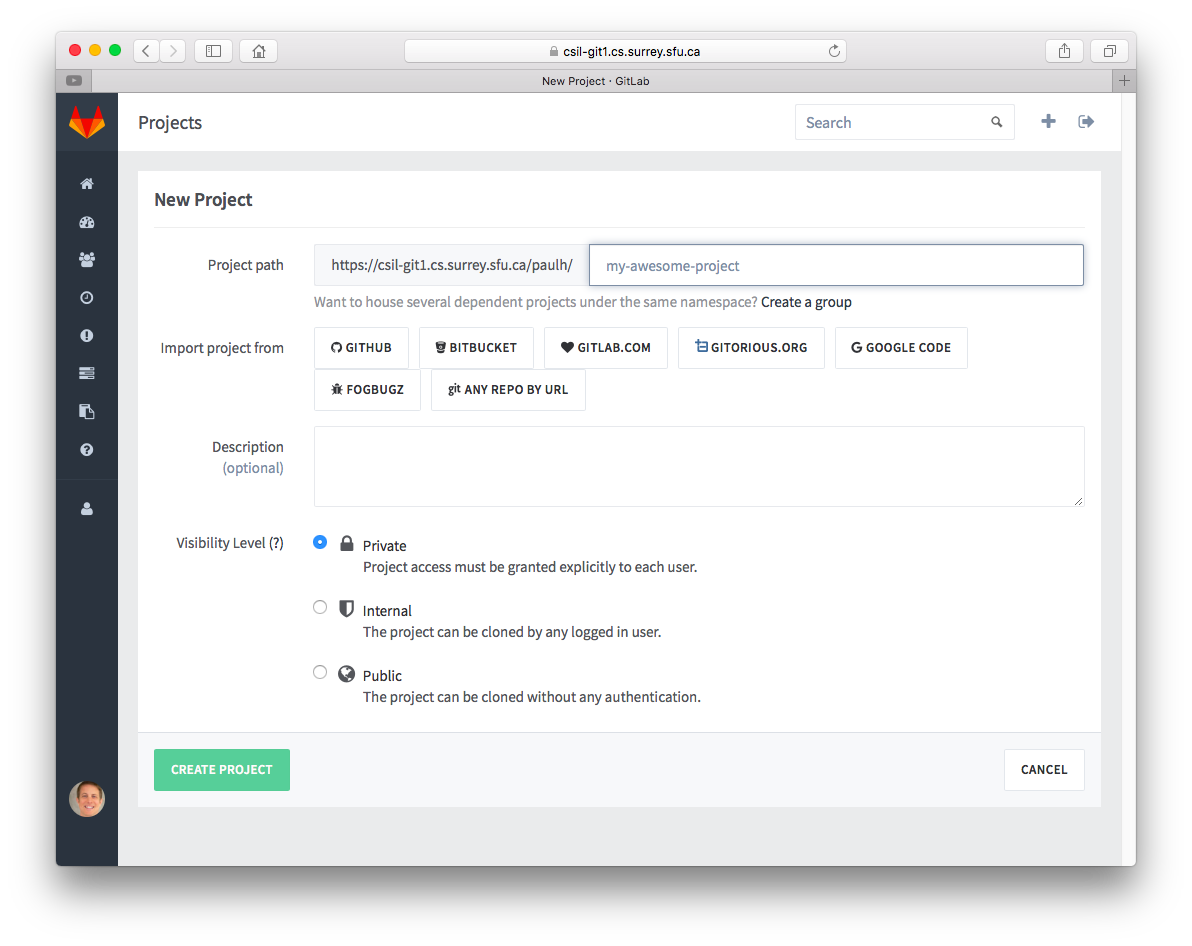 csil-git1.cs.surrey.sfu.ca
New Project · GitLab
Projects
Search
New Project
Project path
https://csil-git1.cs.surrey.sfu.ca/paulh/
my-awesome-project
Want to house several dependent projects under the same namespace? Create a group
Import project from
GITHUB
BITBUCKET
GITLAB.COM
GITORIOUS.ORG
GOOGLE CODE
FOGBUGZ
git ANY REPO BY URL
Description
(optional)
Visibility Level (?)
Private
Project access must be granted explicitly to each user.
Internal
The project can be cloned by any logged in user.
Public
The project can be cloned without any authentication.
CREATE PROJECT
CANCEL